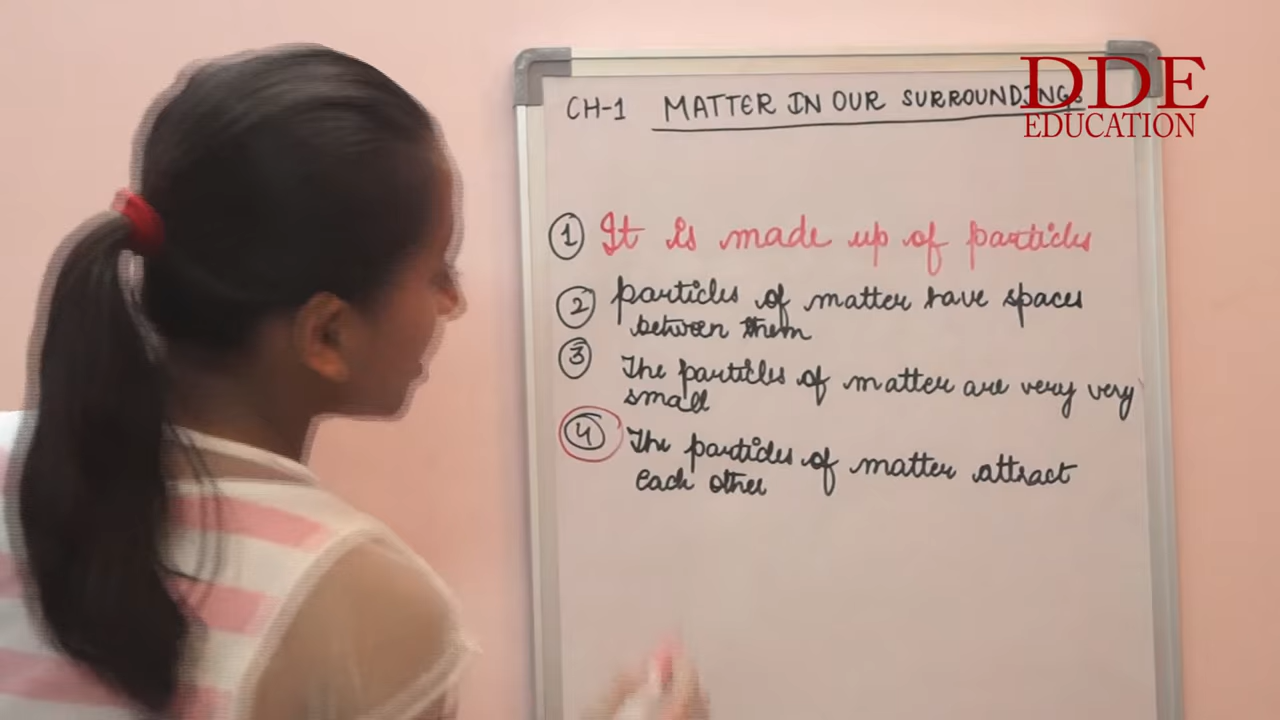 DDE
EDUCATION
CH-1 MATTER IN OUR SURROUNDING.
1 It is made up of particles
2 particles of matter have spaces
between them
3 The particles of matter are very very
small
4 The particles of matter attract
each other